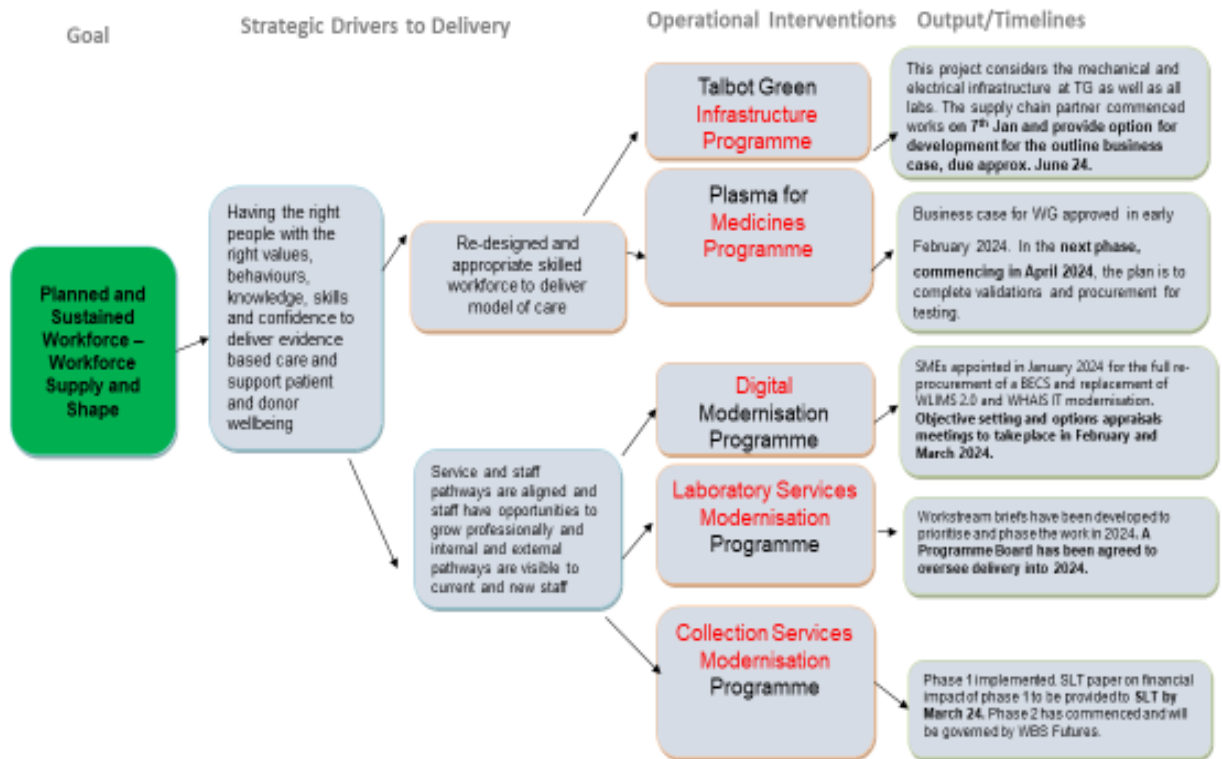 Goal
Strategic Drivers to Delivery
Operational Interventions
Output/Timelines
Planned and
Sustained
Workforce –
Workforce
Supply and
Shape
Having the right
people with the
right values,
behaviours,
knowledge, skills
and confidence to
deliver evidence
based care and
support patient
and donor
wellbeing
Re-designed and
appropriate skilled
workforce to deliver
model of care
Service and staff
pathways are aligned and
staff have opportunities to
grow professionally and
internal and external
pathways are visible to
current and new staff
Talbot Green
Infrastructure
Programme
Plasma for
Medicines
Programme
Digital
Modernisation
Programme
Laboratory Services
Modernisation
Programme
Collection Services
Modernisation
Programme
This project considers the mechanical and
electrical infrastructure at TG as well as all
labs. The supply chain partner commenced
works on 7th Jan and provide option for
development for the outline business
case, due approx. June 24.
Business case for WG approved in early
February 2024. In the next phase,
commencing in April 2024, the plan is to
complete validations and procurement for
testing.
SMEs appointed in January 2024 for the full re-
procurement of a BECS and replacement of
WLIMS 2.0 and WHAIS IT modernisation.
Objective setting and options appraisals
meetings to take place in February and
March 2024.
Workstream briefs have been developed to
prioritise and phase the work in 2024. A
Programme Board has been agreed to
oversee delivery into 2024.
Phase 1 implemented. SLT paper on financial
impact of phase 1 to be provided to SLT by
March 24. Phase 2 has commenced and will
be governed by WBS Futures.